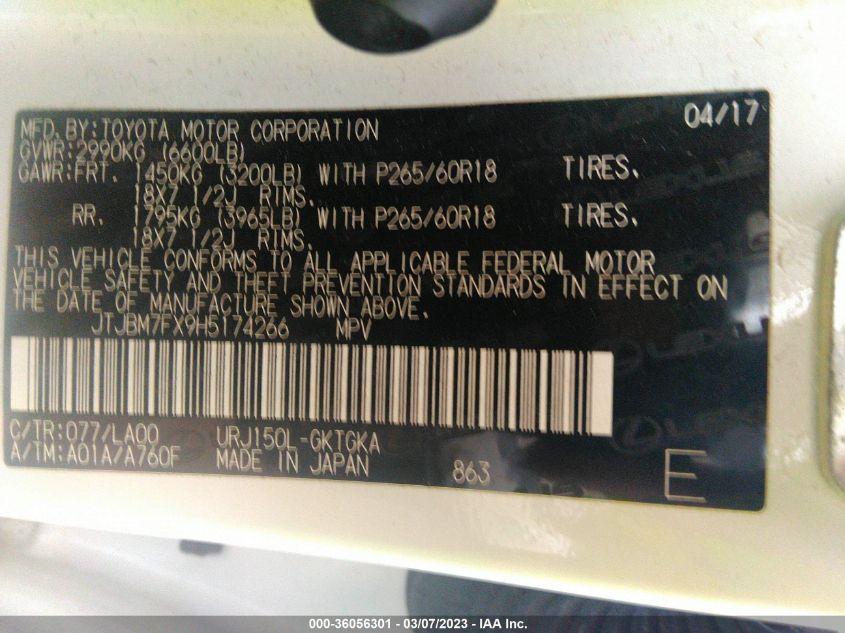 04/17
MFD. BY: TOYOTA MOTOR CORPORATION
GVWR: 2990KG (6600LB)
GAWR: FRT. 1450KG (3200LB) WITH P265/60R18 TIRES.
18X7 1/2J RIMS.
RR. 1795KG (3965LB) WITH P265/60R18 TIRES.
18X7 1/2J RIMS.
THIS VEHICLE CONFORMS TO ALL APPLICABLE FEDERAL MOTOR
VEHICLE SAFETY AND THEFT PREVENTION STANDARDS IN EFFECT ON
THE DATE OF MANUFACTURE SHOWN ABOVE.
JTJBM7FX9H5174266 MPV
LEXUS
C/TR: 077/LA00 URJ150L-GKTGKA
A/TM: A01A/A760F MADE IN JAPAN 863 E
000-36056301 - 03/07/2023 - IAA Inc.